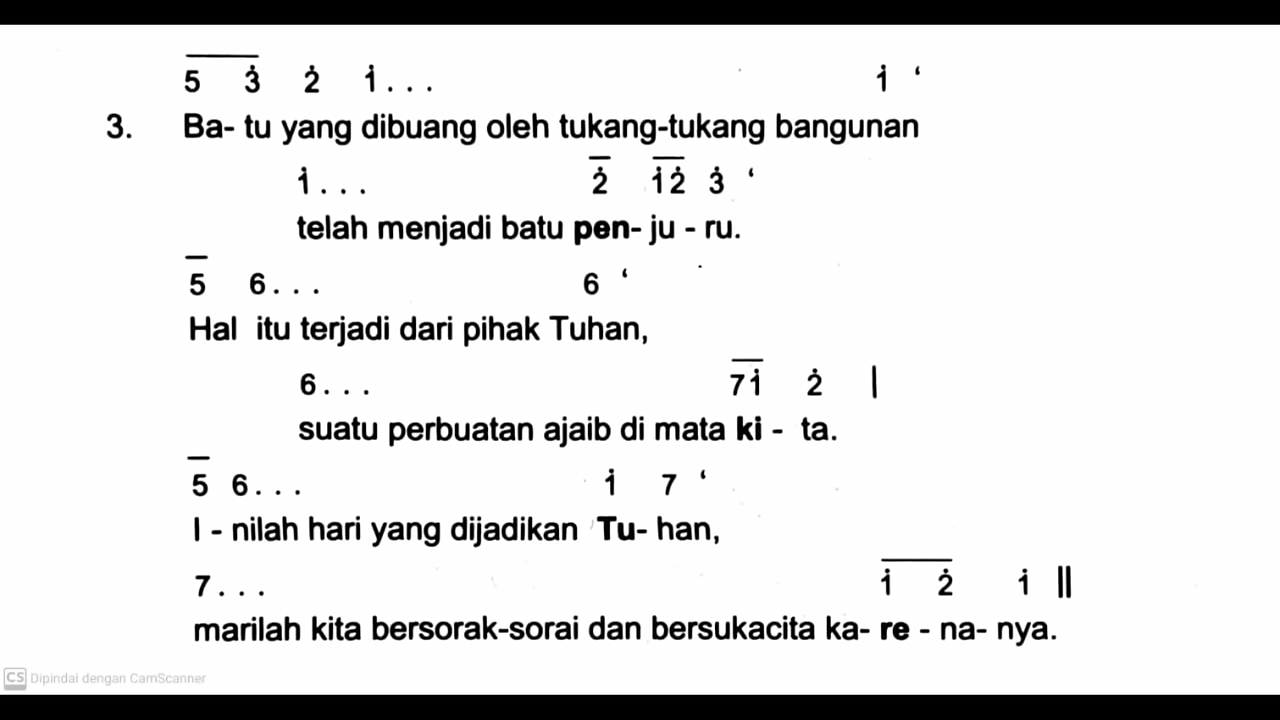 5 3̇ 2̇ 1̇... 1̇ ‘
3. Ba- tu yang dibuang oleh tukang-tukang bangunan
1̇... 2̇ 1̇2̇ 3̇ ‘
telah menjadi batu pen- ju - ru.
5 6... 6 ‘
Hal itu terjadi dari pihak Tuhan,
6... 71̇ 2̇ |
suatu perbuatan ajaib di mata ki - ta.
5 6... 1̇ 7 ‘
I - nilah hari yang dijadikan Tu- han,
7... 1̇ 2̇ 1̇ ||
marilah kita bersorak-sorai dan bersukacita ka- re - na- nya.
CS Dipindai dengan CamScanner